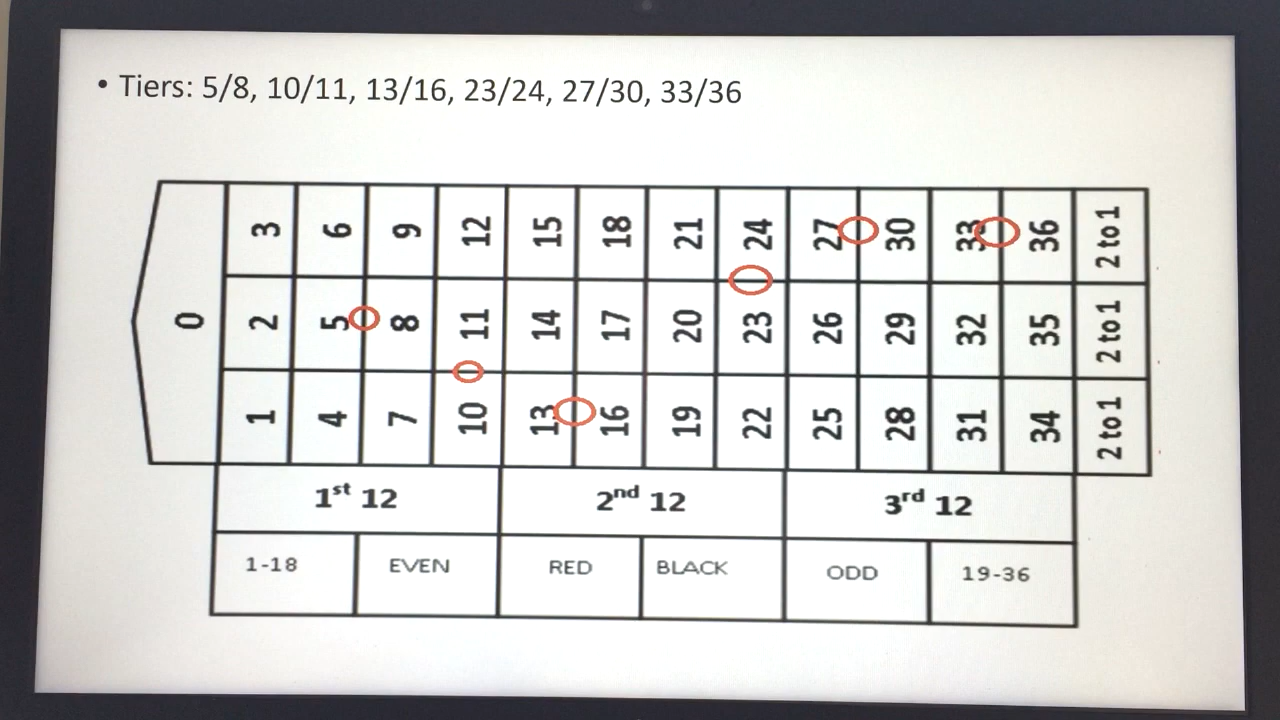 • Tiers: 5/8, 10/11, 13/16, 23/24, 27/30, 33/36
3 6 9 12 15 18 21 24 27 30 33 36 2 to 1
0 2 5 8 11 14 17 20 23 26 29 32 35 2 to 1
1 4 7 10 13 16 19 22 25 28 31 34 2 to 1
1st 12 2nd 12 3rd 12
1-18 EVEN RED BLACK ODD 19-36